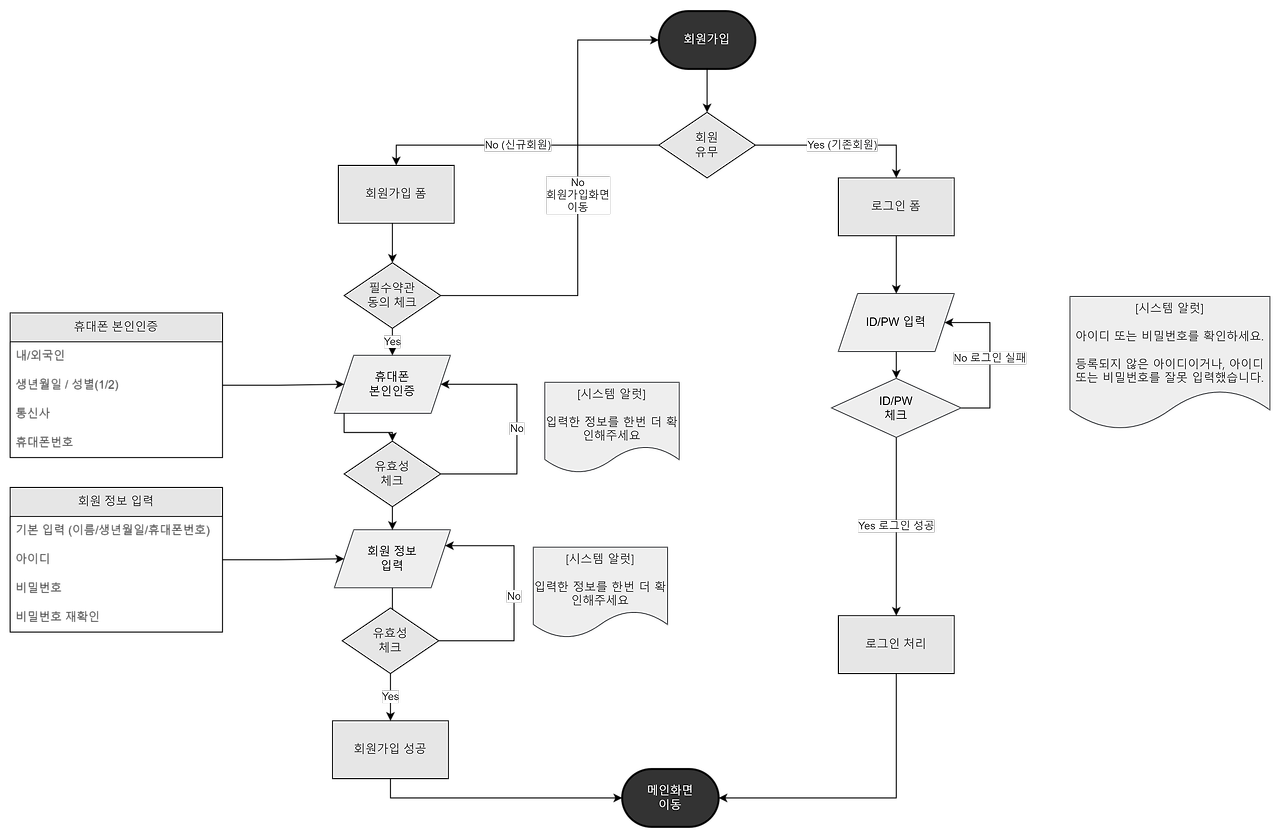 회원가입
회원
유무
No (신규회원)
Yes (기존회원)
회원가입 폼
No
회원가입화면
이동
로그인 폼
필수약관
동의 체크
Yes
휴대폰 본인인증
내/외국인
생년월일 / 성별(1/2)
통신사
휴대폰번호
휴대폰
본인인증
No
[시스템 알럿]
입력한 정보를 한번 더 확
인해주세요
유효성
체크
ID/PW 입력
No 로그인 실패
ID/PW
체크
[시스템 알럿]
아이디 또는 비밀번호를 확인하세요.
등록되지 않은 아이디이거나, 아이디
또는 비밀번호를 잘못 입력했습니다.
회원 정보 입력
기본 입력 (이름/생년월일/휴대폰번호)
아이디
비밀번호
비밀번호 재확인
회원 정보
입력
No
[시스템 알럿]
입력한 정보를 한번 더 확
인해주세요
유효성
체크
Yes
Yes 로그인 성공
로그인 처리
회원가입 성공
메인화면
이동